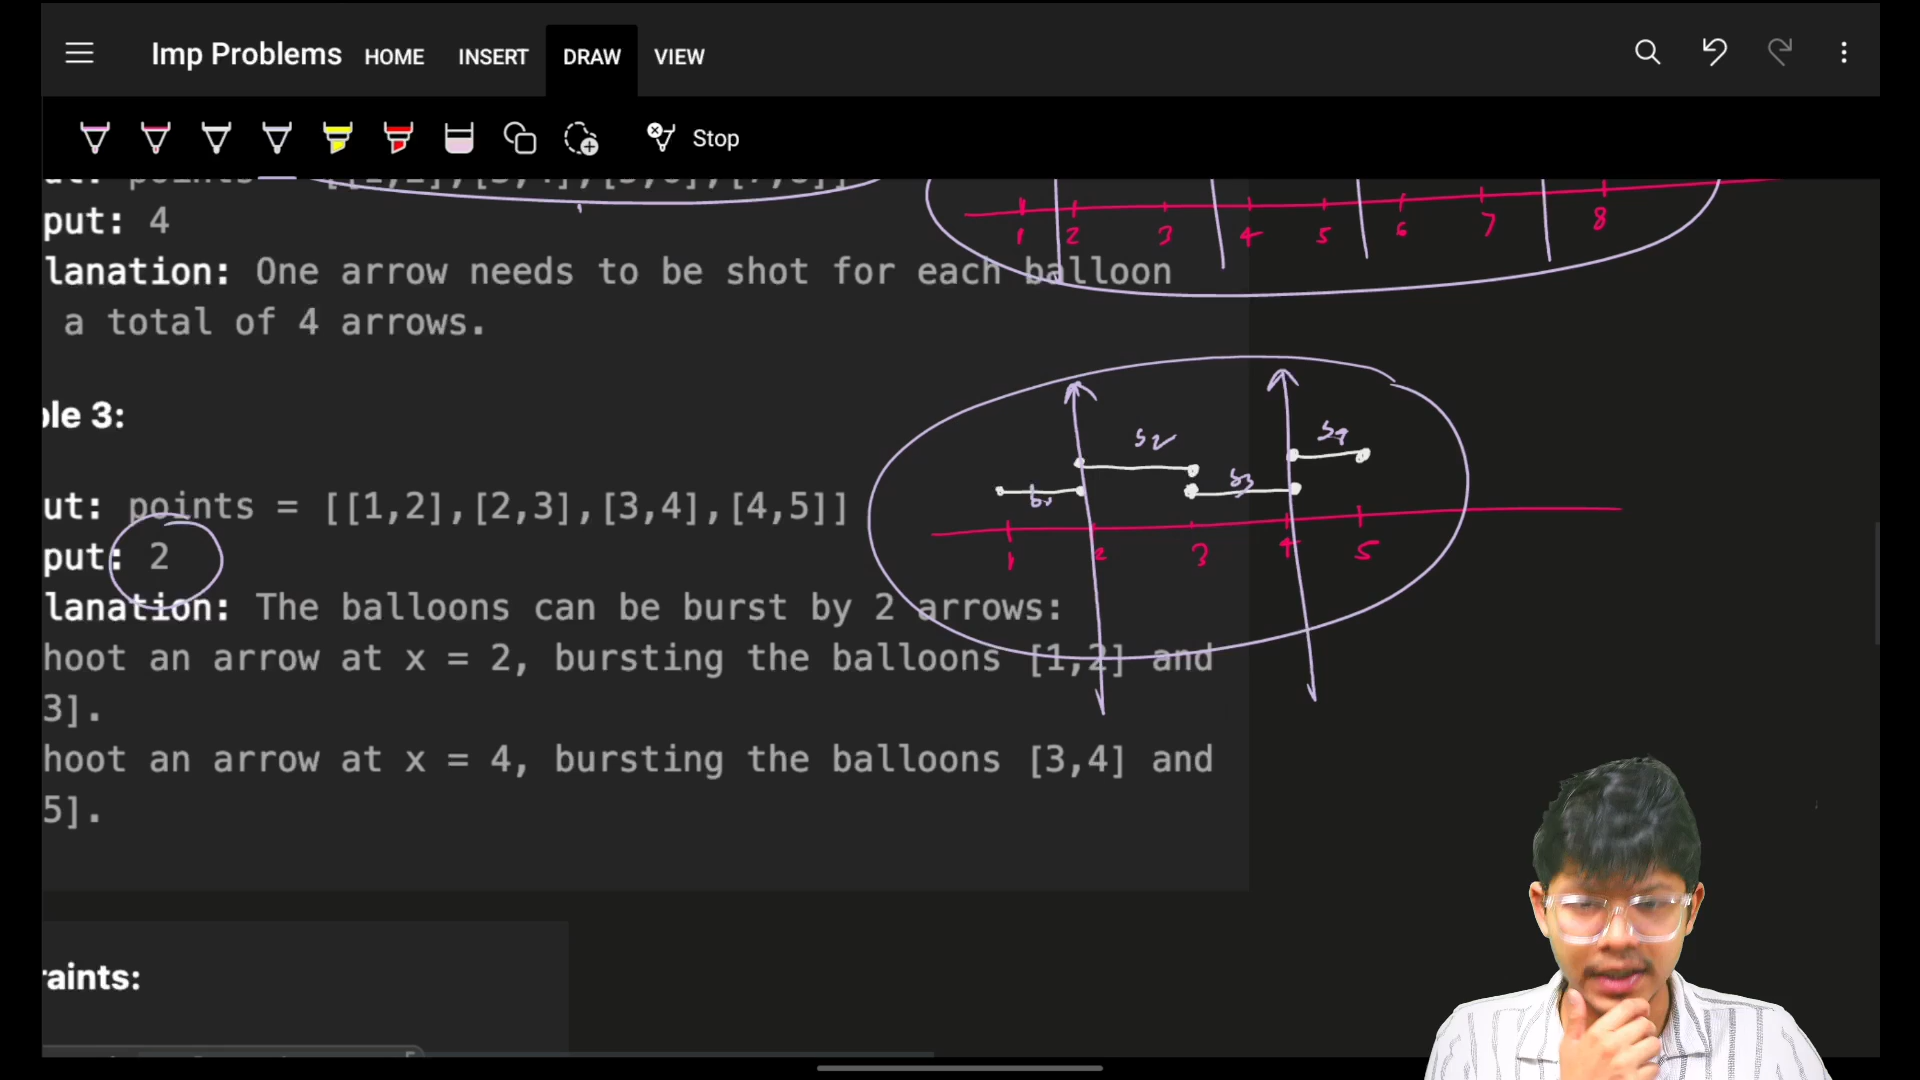 Imp Problems HOME INSERT DRAW VIEW
Stop
put: 4
1 2 3 4 5 6 7 8
lanation: One arrow needs to be shot for each balloon
a total of 4 arrows.
ple 3:
ut: points = [[1,2],[2,3],[3,4],[4,5]]
put: 2
1 2 3 4 5
lanation: The balloons can be burst by 2 arrows:
hoot an arrow at x = 2, bursting the balloons [1,2] and
3].
hoot an arrow at x = 4, bursting the balloons [3,4] and
5].
raints: